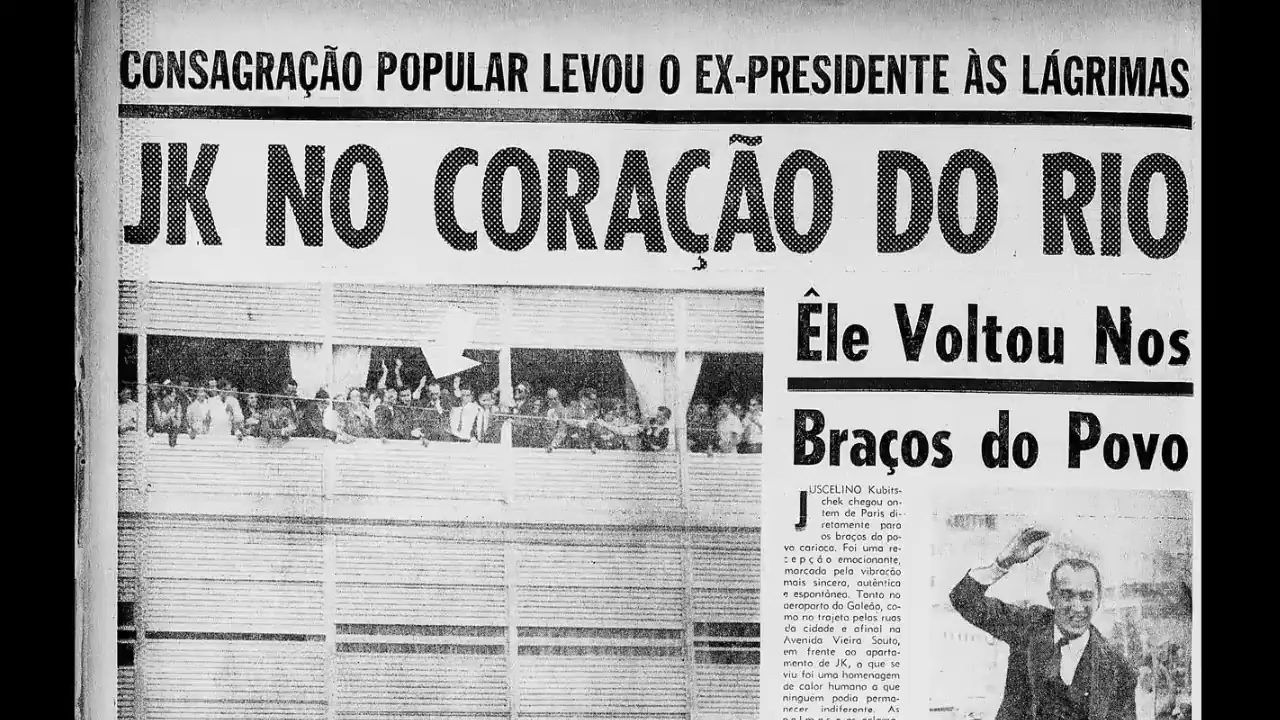 CONSAGRAÇÃO POPULAR LEVOU O EX-PRESIDENTE ÀS LÁGRIMAS
JK NO CORAÇÃO DO RIO
Êle Voltou Nos
Braços do Povo
JUSCELINO Kubits-
chek chegou on-
tem de Paris di-
retamente para
os braços do po-
vo carioca. Foi uma re-
cepção emocionante,
marcada pela vibração
mais sincera, autêntica
e espontânea. Tanto no
aeroporto do Galeão, co-
mo no trajeto pelas ruas
da cidade e afinal na
Avenida Vieira Souto,
em frente ao aparta-
mento de JK, o que se
viu foi uma homenagem
de calor humano a que
ninguém podia perma-
necer indiferente. As